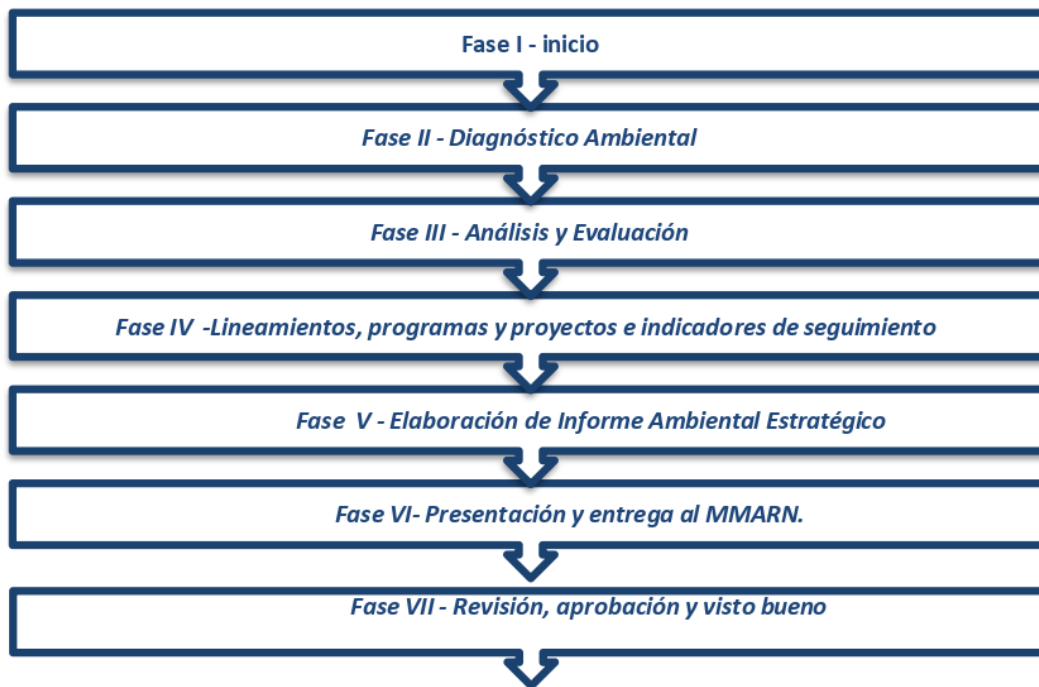 Fase I - inicio
Fase II - Diagnóstico Ambiental
Fase III - Análisis y Evaluación
Fase IV -Lineamientos, programas y proyectos e indicadores de seguimiento
Fase V - Elaboración de Informe Ambiental Estratégico
Fase VI- Presentación y entrega al MMARN.
Fase VII - Revisión, aprobación y visto bueno